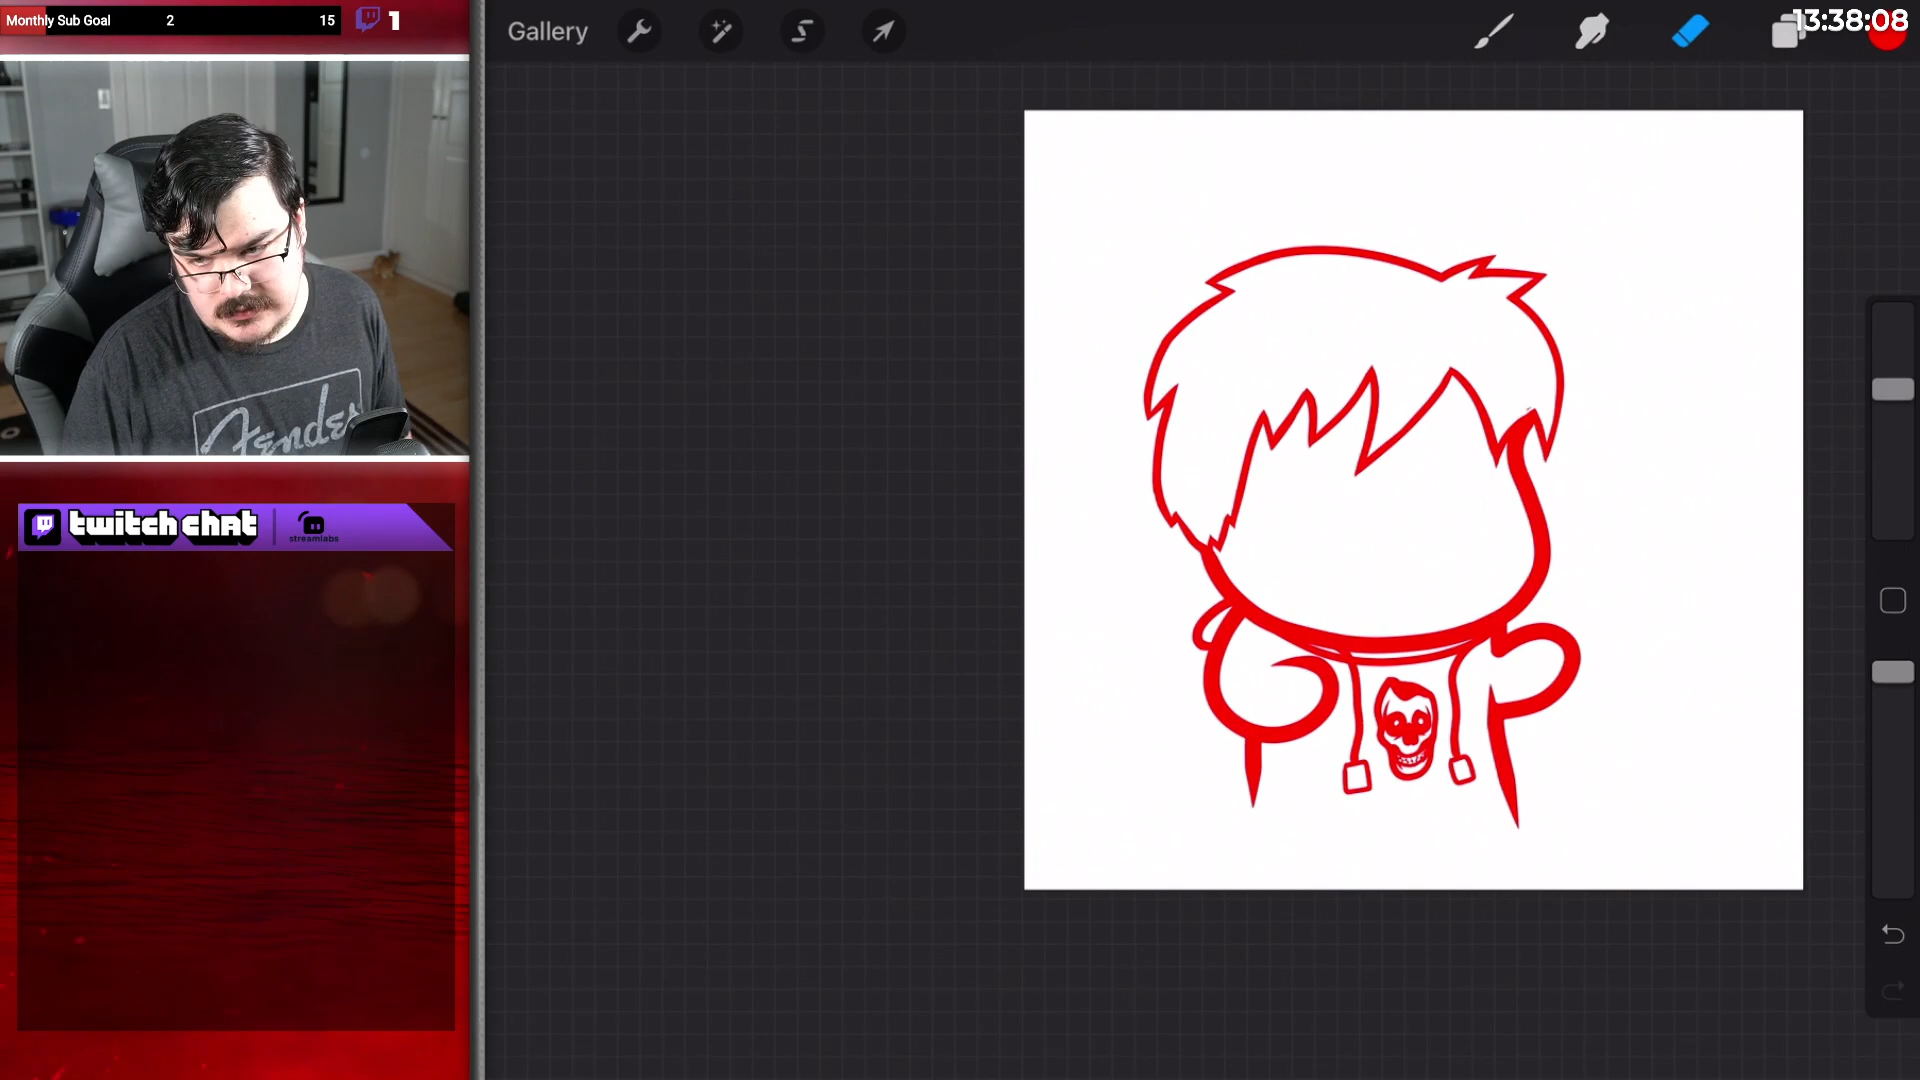 Monthly Sub Goal 2 15 1
Gallery
13:38:08
Fender
twitch chat
streamlabs